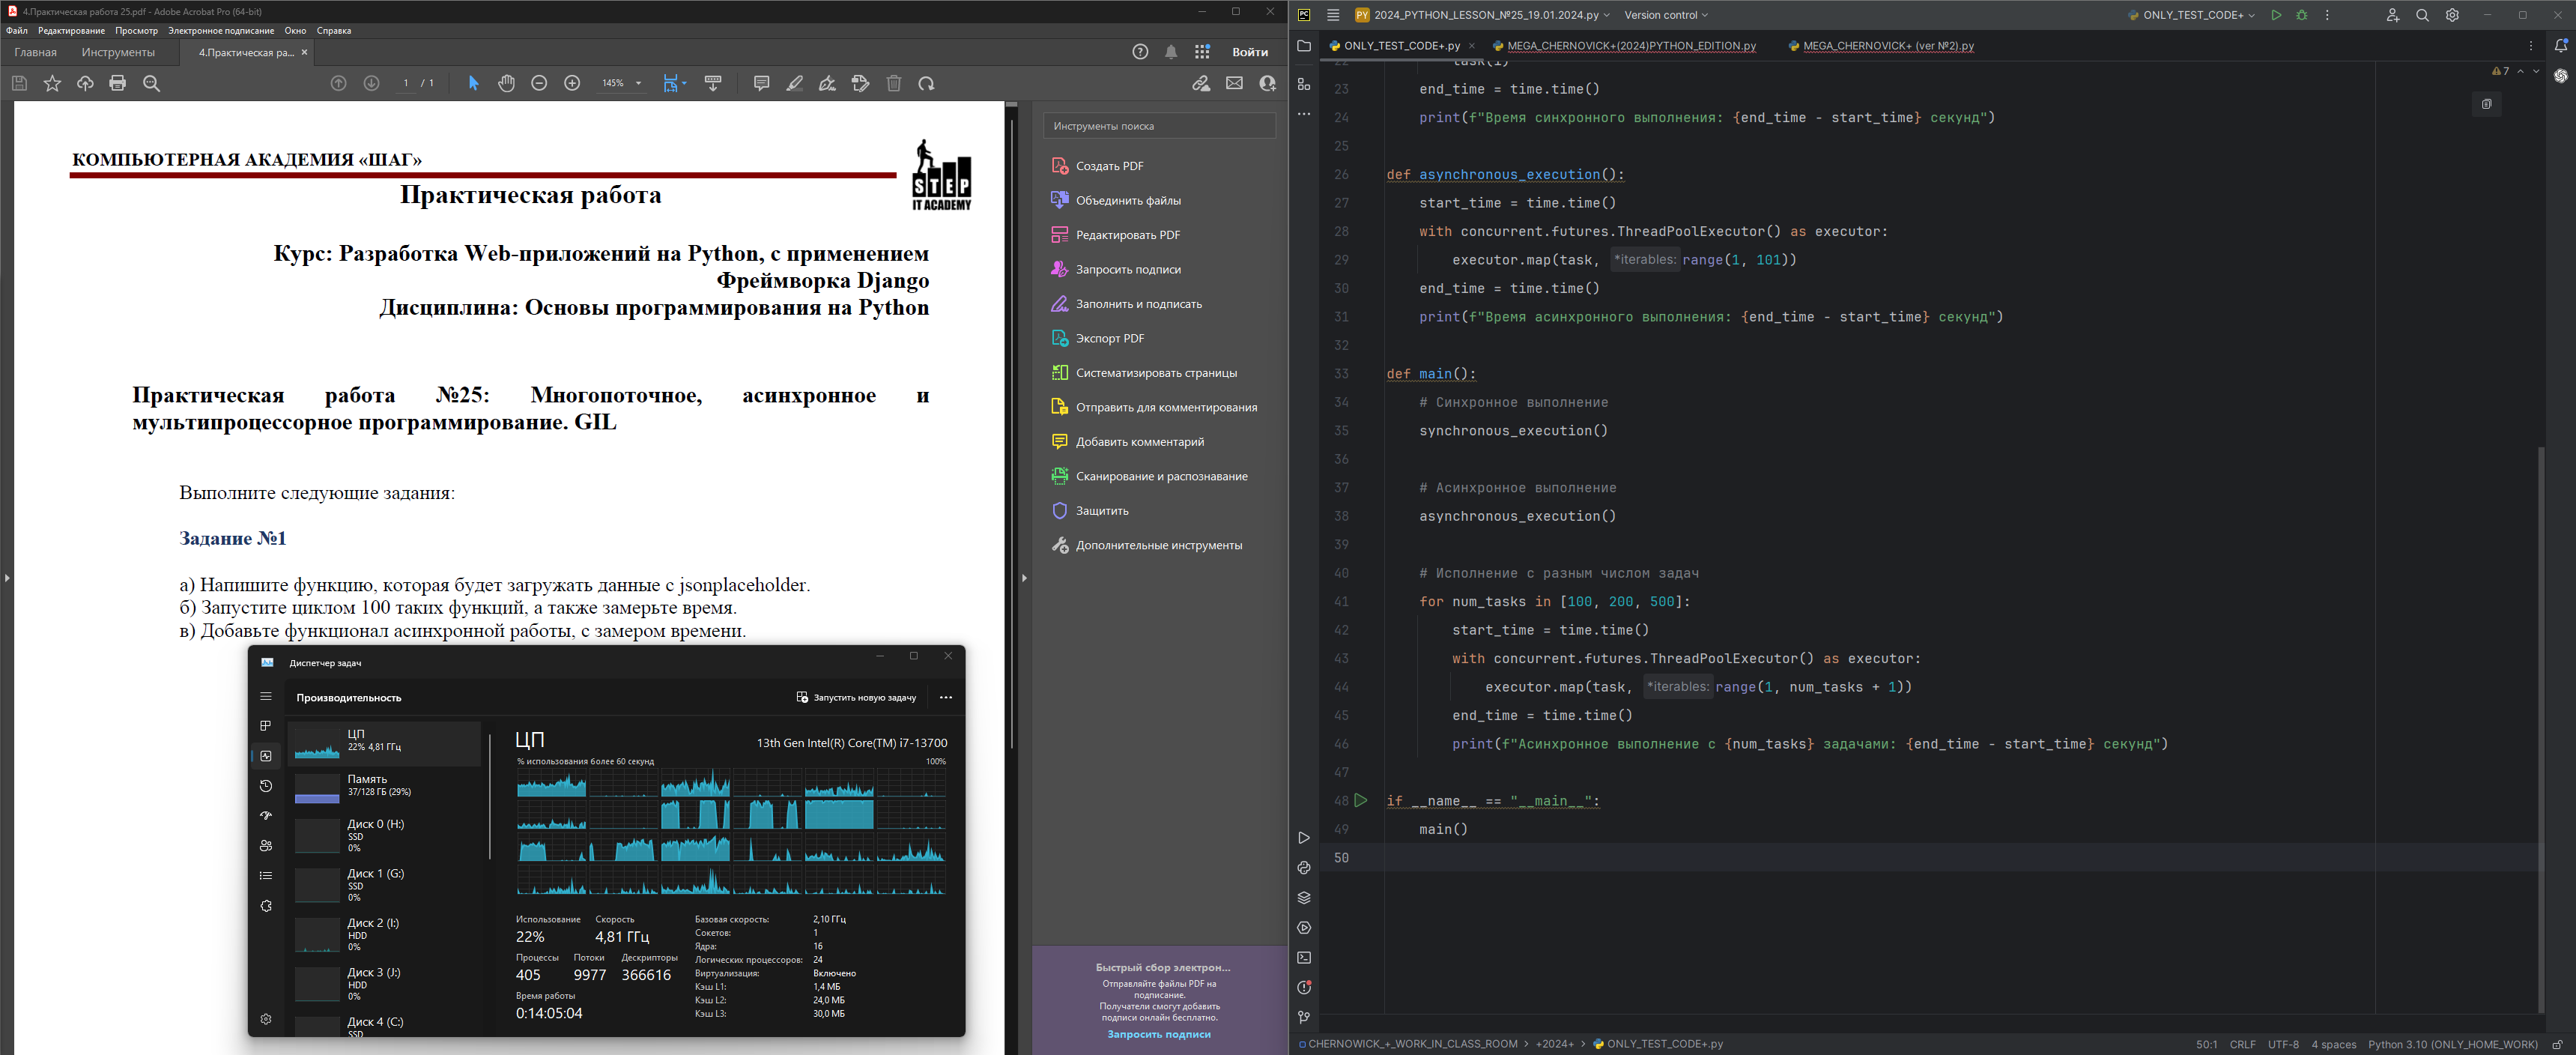 4.Практическая работа 25.pdf - Adobe Acrobat Pro (64-bit)
Файл Редактирование Просмотр Электронное подписание Окно Справка
Главная Инструменты 4.Практическая ра... × Войти
1 / 1 145%
КОМПЬЮТЕРНАЯ АКАДЕМИЯ «ШАГ»
STEP
IT ACADEMY
Практическая работа
Курс: Разработка Web-приложений на Python, с применением
Фреймворка Django
Дисциплина: Основы программирования на Python
Практическая работа №25: Многопоточное, асинхронное и
мультипроцессорное программирование. GIL
Выполните следующие задания:
Задание №1
а) Напишите функцию, которая будет загружать данные с jsonplaceholder.
б) Запустите циклом 100 таких функций, а также замерьте время.
в) Добавьте функционал асинхронной работы, с замером времени.
Инструменты поиска
Создать PDF
Объединить файлы
Редактировать PDF
Запросить подписи
Заполнить и подписать
Экспорт PDF
Систематизировать страницы
Отправить для комментирования
Добавить комментарий
Сканирование и распознавание
Защитить
Дополнительные инструменты
Быстрый сбор электрон...
Отправляйте файлы PDF на
подписание.
Получатели смогут добавить
подписи онлайн бесплатно.
Запросить подписи
Диспетчер задач
Производительность Запустить новую задачу
ЦП
22% 4,81 ГГц
Память
37/128 ГБ (29%)
Диск 0 (H:)
SSD
0%
Диск 1 (G:)
SSD
0%
Диск 2 (I:)
HDD
0%
Диск 3 (J:)
HDD
0%
Диск 4 (C:)
SSD
ЦП 13th Gen Intel(R) Core(TM) i7-13700
% использования более 60 секунд 100%
Использование Скорость
22% 4,81 ГГц
Процессы Потоки Дескрипторы
405 9977 366616
Время работы
0:14:05:04
Базовая скорость: 2,10 ГГц
Сокетов: 1
Ядра: 16
Логических процессоров: 24
Виртуализация: Включено
Кэш L1: 1,4 МБ
Кэш L2: 24,0 МБ
Кэш L3: 30,0 МБ
PC PY 2024_PYTHON_LESSON_№25_19.01.2024.py Version control ONLY_TEST_CODE+
ONLY_TEST_CODE+.py × MEGA_CHERNOVICK+(2024)PYTHON_EDITION.py MEGA_CHERNOVICK+ (ver №2).py
7
22 task(i)
23 end_time = time.time()
24 print(f"Время синхронного выполнения: {end_time - start_time} секунд")
25
26 def asynchronous_execution():
27 start_time = time.time()
28 with concurrent.futures.ThreadPoolExecutor() as executor:
29 executor.map(task, *iterables: range(1, 101))
30 end_time = time.time()
31 print(f"Время асинхронного выполнения: {end_time - start_time} секунд")
32
33 def main():
34 # Синхронное выполнение
35 synchronous_execution()
36
37 # Асинхронное выполнение
38 asynchronous_execution()
39
40 # Исполнение с разным числом задач
41 for num_tasks in [100, 200, 500]:
42 start_time = time.time()
43 with concurrent.futures.ThreadPoolExecutor() as executor:
44 executor.map(task, *iterables: range(1, num_tasks + 1))
45 end_time = time.time()
46 print(f"Асинхронное выполнение с {num_tasks} задачами: {end_time - start_time} секунд")
47
48 if __name__ == "__main__":
49 main()
50
CHERNOWICK_+_WORK_IN_CLASS_ROOM > +2024+ > ONLY_TEST_CODE+.py
50:1 CRLF UTF-8 4 spaces Python 3.10 (ONLY_HOME_WORK)